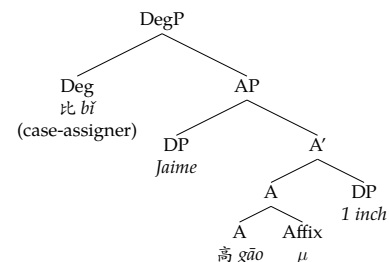 DegP
Deg AP
比 bǐ
(case-assigner)
DP A′
Jaime
A DP
1 inch
A Affix
高 gāo μ